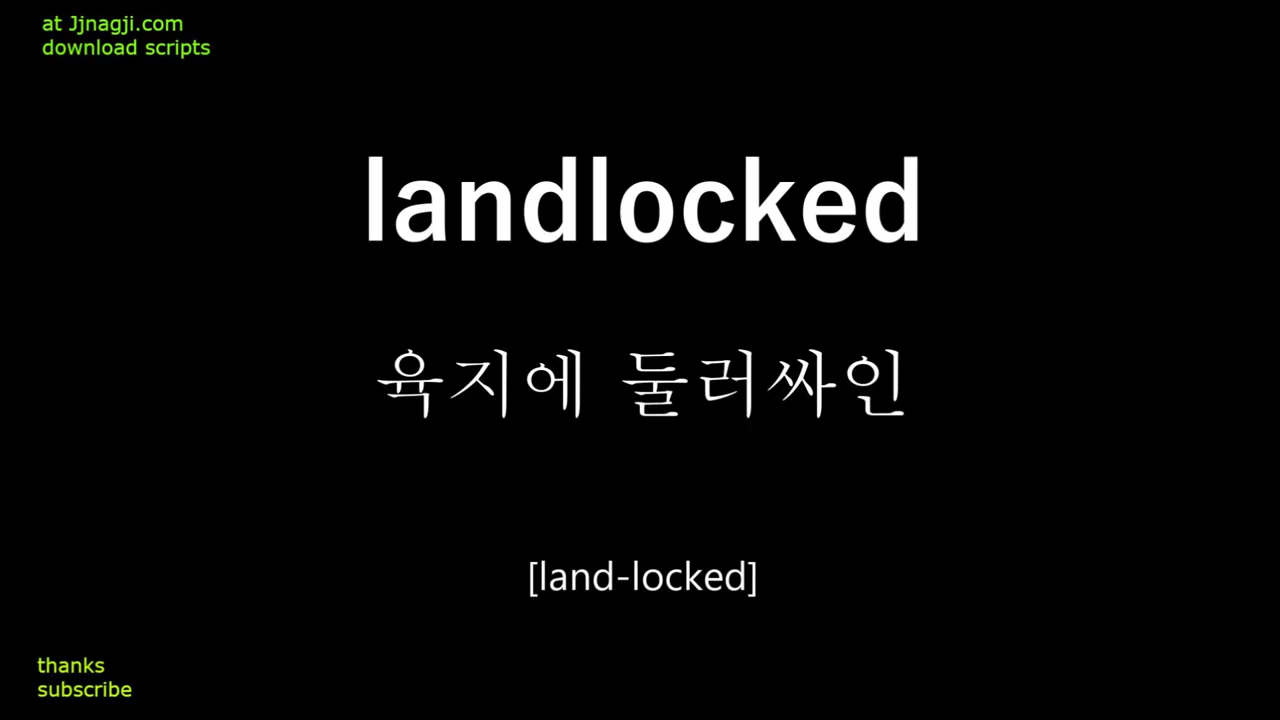 at Jjnagji.com
download scripts
landlocked
육지에 둘러싸인
[land-locked]
thanks
subscribe